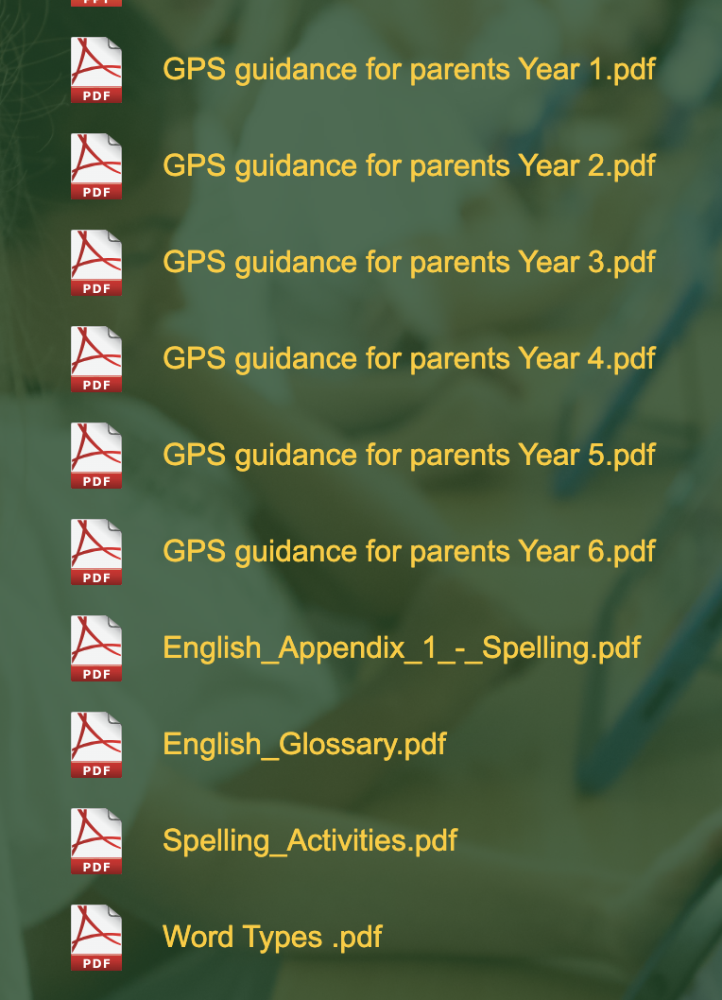 PPT
PDF
GPS guidance for parents Year 1.pdf
PDF
GPS guidance for parents Year 2.pdf
PDF
GPS guidance for parents Year 3.pdf
PDF
GPS guidance for parents Year 4.pdf
PDF
GPS guidance for parents Year 5.pdf
PDF
GPS guidance for parents Year 6.pdf
PDF
English_Appendix_1_-_Spelling.pdf
PDF
English_Glossary.pdf
PDF
Spelling_Activities.pdf
PDF
Word Types .pdf